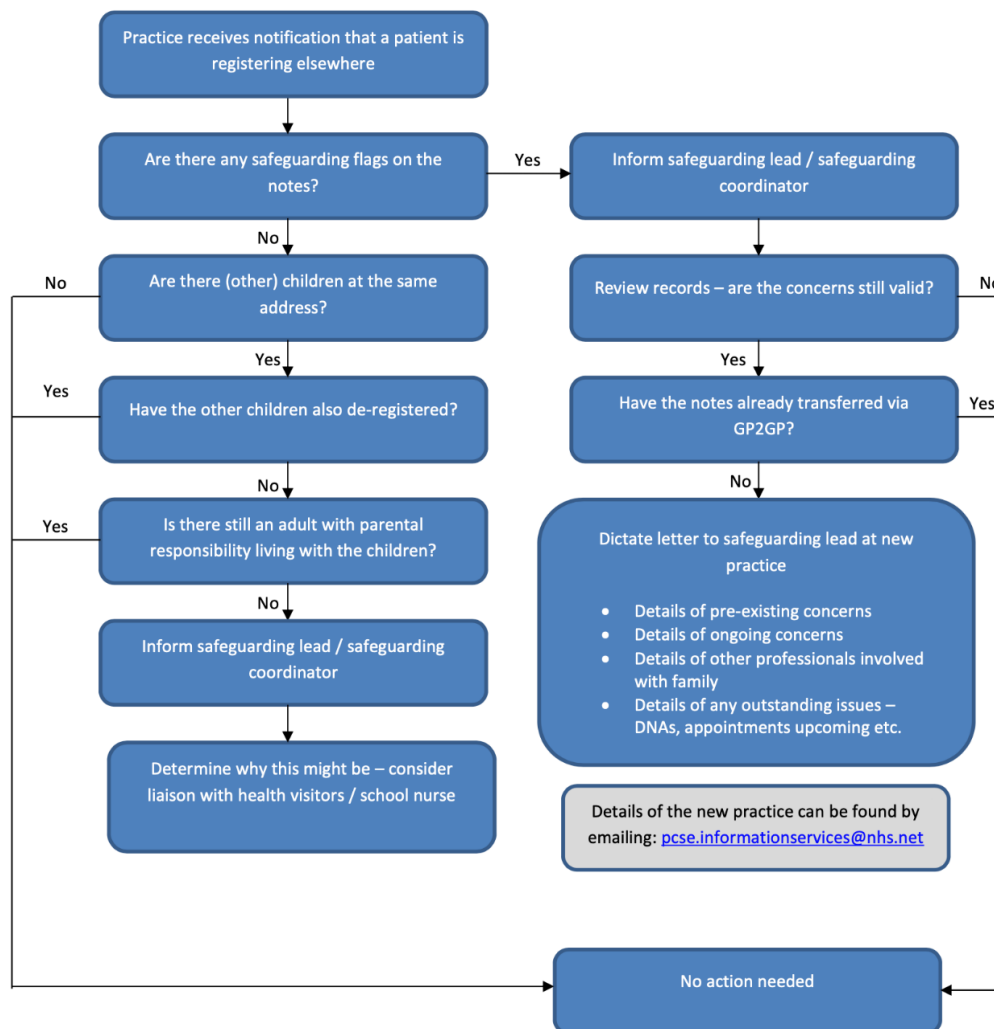 Practice receives notification that a patient is
registering elsewhere
Are there any safeguarding flags on the
notes?
Yes
Inform safeguarding lead / safeguarding
coordinator
No
No
Are there (other) children at the same
address?
Review records – are the concerns still valid?
No
Yes
Yes
Yes
Have the other children also de-registered?
Have the notes already transferred via
GP2GP?
Yes
No
No
Yes
Is there still an adult with parental
responsibility living with the children?
Dictate letter to safeguarding lead at new
practice
• Details of pre-existing concerns
• Details of ongoing concerns
• Details of other professionals involved
with family
• Details of any outstanding issues –
DNAs, appointments upcoming etc.
No
Inform safeguarding lead / safeguarding
coordinator
Determine why this might be – consider
liaison with health visitors / school nurse
Details of the new practice can be found by
emailing: pcse.informationservices@nhs.net
No action needed